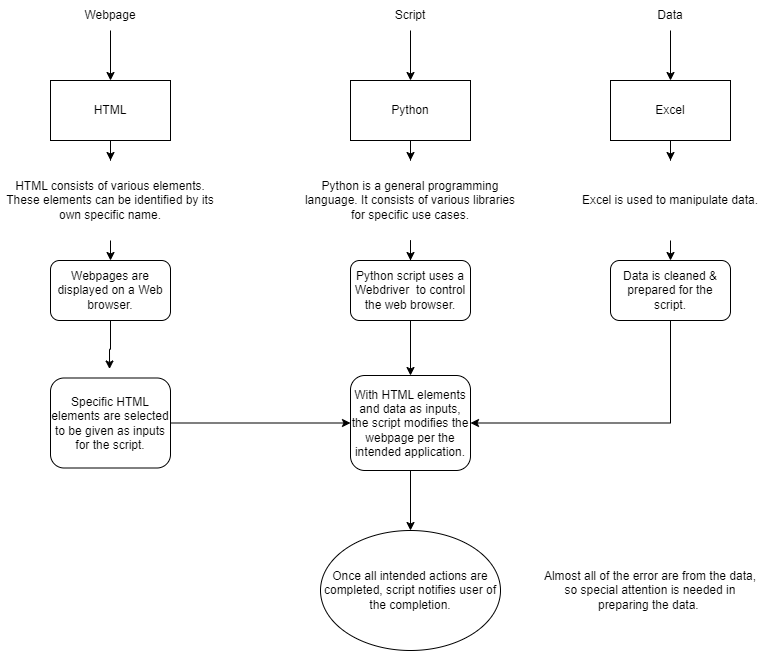 Webpage
Script
Data
HTML
Python
Excel
HTML consists of various elements.
These elements can be identified by its
own specific name.
Python is a general programming
language. It consists of various libraries
for specific use cases.
Excel is used to manipulate data.
Webpages are
displayed on a Web
browser.
Python script uses a
Webdriver to control
the web browser.
Data is cleaned &
prepared for the
script.
Specific HTML
elements are selected
to be given as inputs
for the script.
With HTML elements
and data as inputs,
the script modifies the
webpage per the
intended application.
Once all intended actions are
completed, script notifies user of
the completion.
Almost all of the error are from the data,
so special attention is needed in
preparing the data.